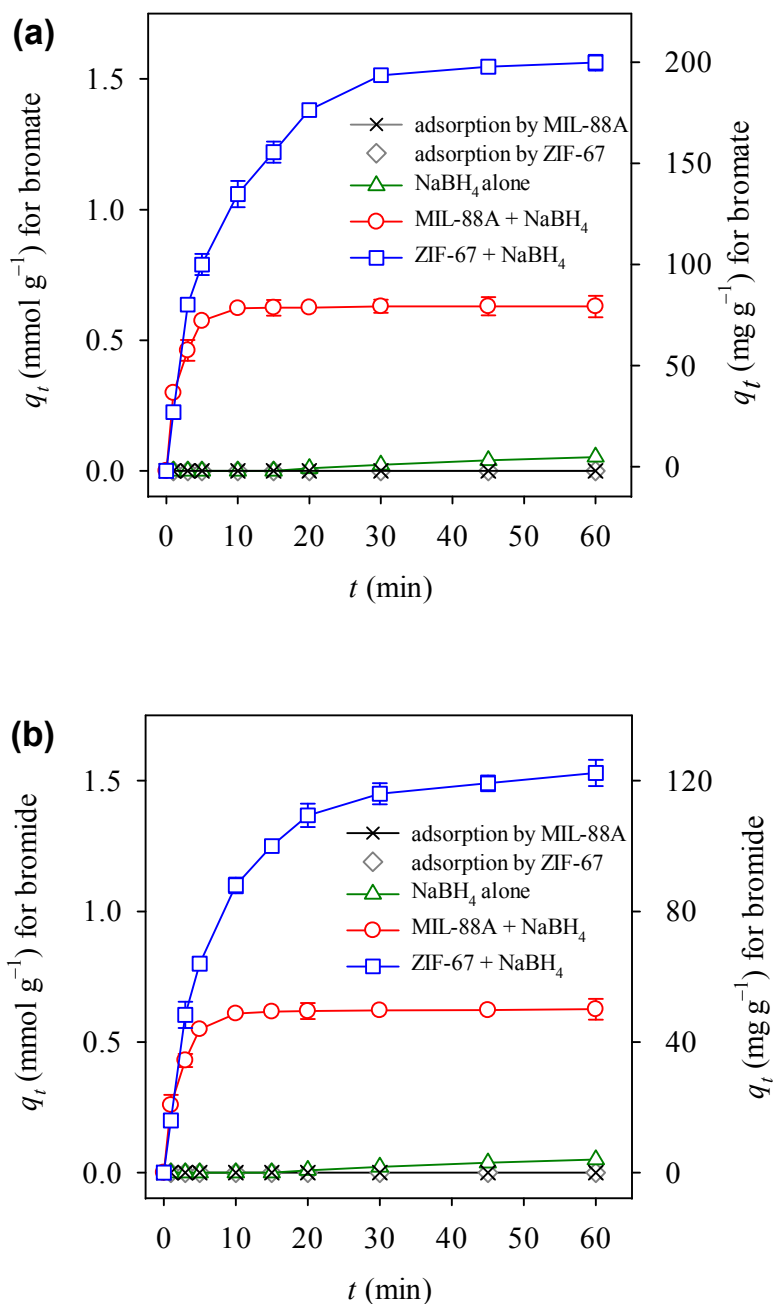 (a)
q_t (mmol g⁻¹) for bromate
1.5
1.0
0.5
0.0
200
150
100
50
0
q_t (mg g⁻¹) for bromate
adsorption by MIL-88A
adsorption by ZIF-67
NaBH₄ alone
MIL-88A + NaBH₄
ZIF-67 + NaBH₄
0 10 20 30 40 50 60
t (min)
(b)
q_t (mmol g⁻¹) for bromide
1.5
1.0
0.5
0.0
120
80
40
0
q_t (mg g⁻¹) for bromide
adsorption by MIL-88A
adsorption by ZIF-67
NaBH₄ alone
MIL-88A + NaBH₄
ZIF-67 + NaBH₄
0 10 20 30 40 50 60
t (min)